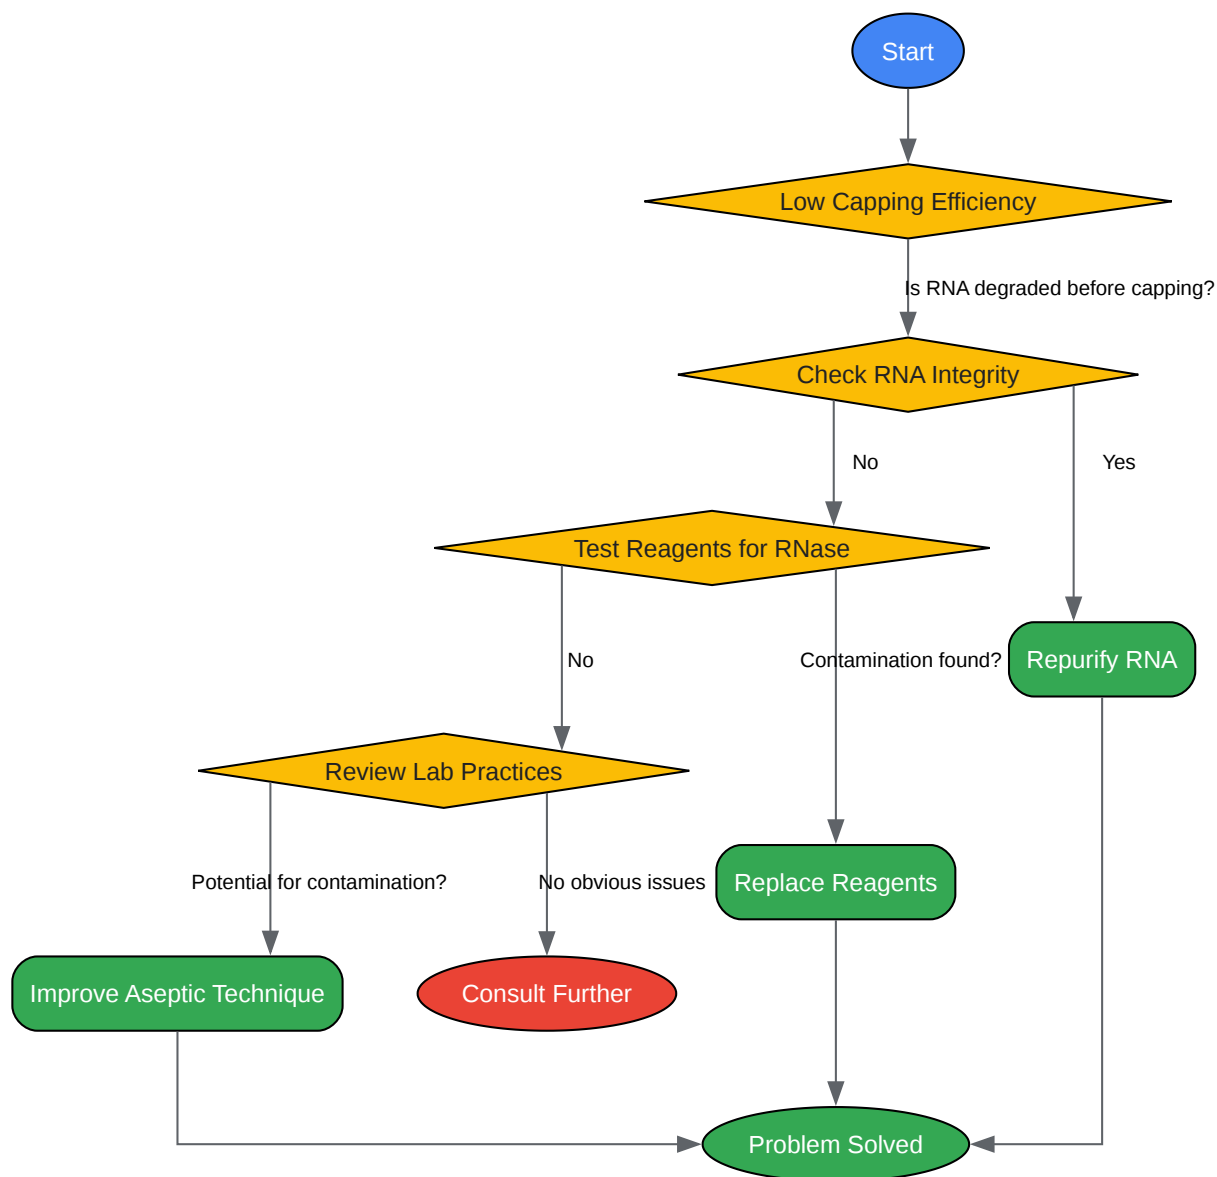 Start
Low Capping Efficiency
Is RNA degraded before capping?
Check RNA Integrity
No
Yes
Test Reagents for RNase
No
Contamination found?
Repurify RNA
Review Lab Practices
Potential for contamination?
No obvious issues
Replace Reagents
Improve Aseptic Technique
Consult Further
Problem Solved